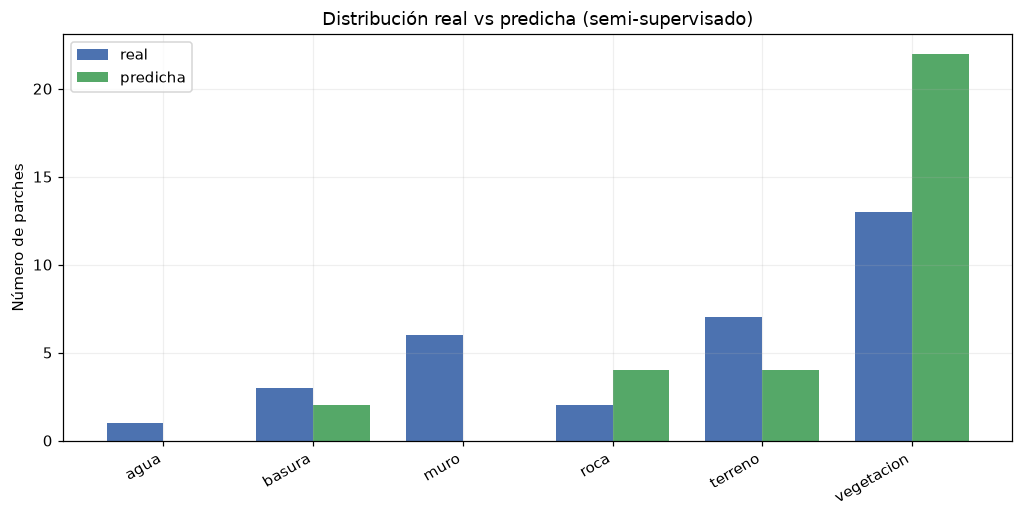 Distribución real vs predicha (semi-supervisado)
real
predicha
Número de parches
20
15
10
5
0
agua
basura
muro
roca
terreno
vegetacion